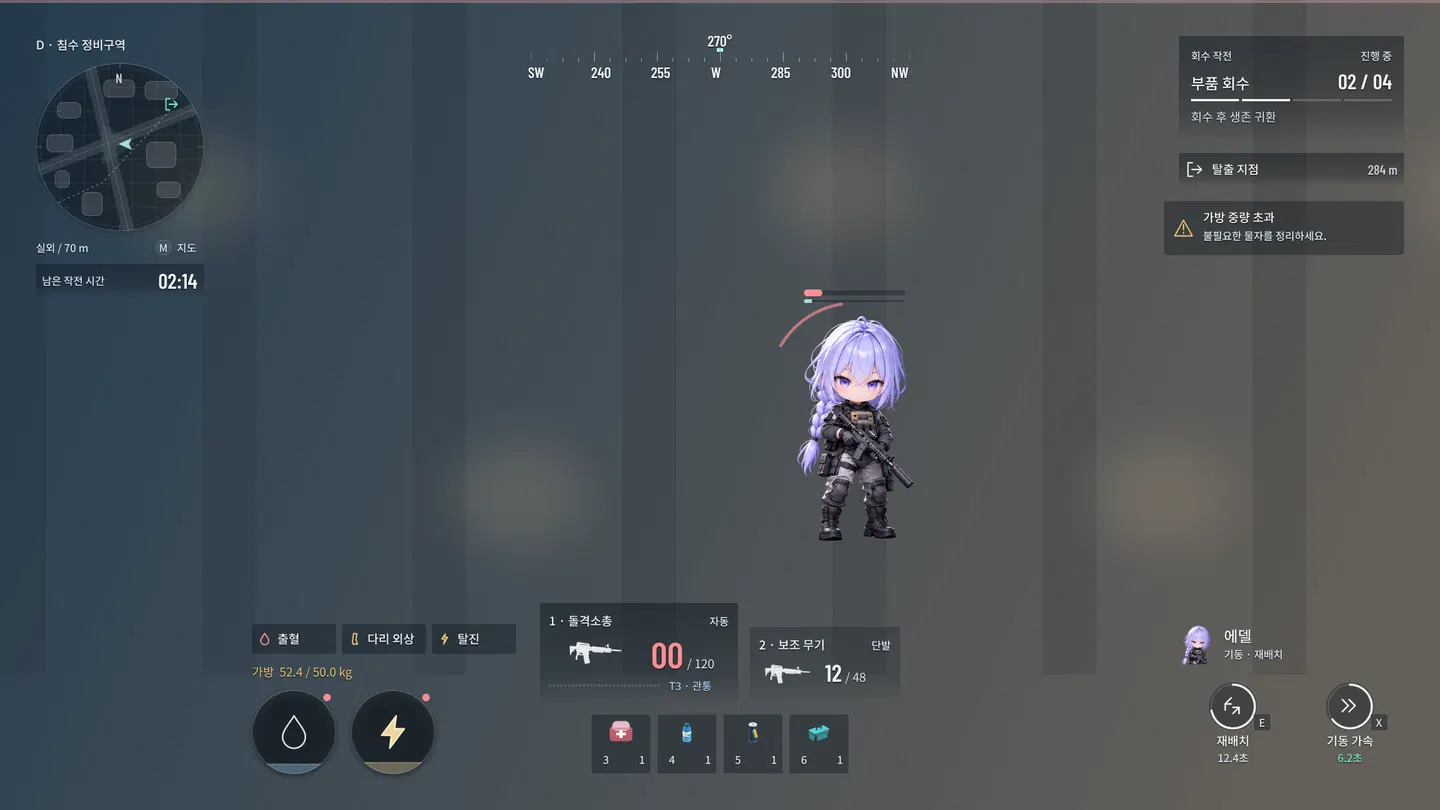 D · 침수 정비구역
N
실외 / 70 m
M 지도
남은 작전 시간 02:14
270°
SW 240 255 W 285 300 NW
회수 작전 진행 중
부품 회수 02 / 04
회수 후 생존 귀환
탈출 지점 284 m
가방 중량 초과
불필요한 물자를 정리하세요.
출혈 다리 외상 탈진
가방 52.4 / 50.0 kg
1 · 돌격소총 자동
00 / 120
T3 · 관통
2 · 보조 무기 단발
12 / 48
3 1 4 1 5 1 6 1
에델
기동 · 재배치
E X
재배치 기동 가속
12.4초 6.2초